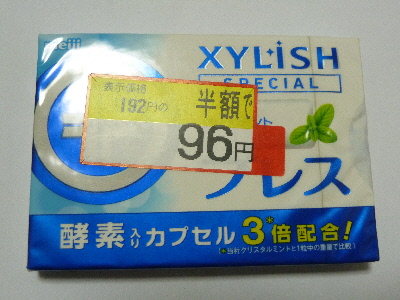 meiji
XYLISH
SPECIAL
表示価格
192円の
半額で
96円
ント
ブレス
酵素入りカプセル3*倍配合!
(*当社クリスタルミントと1粒中の重量で比較)